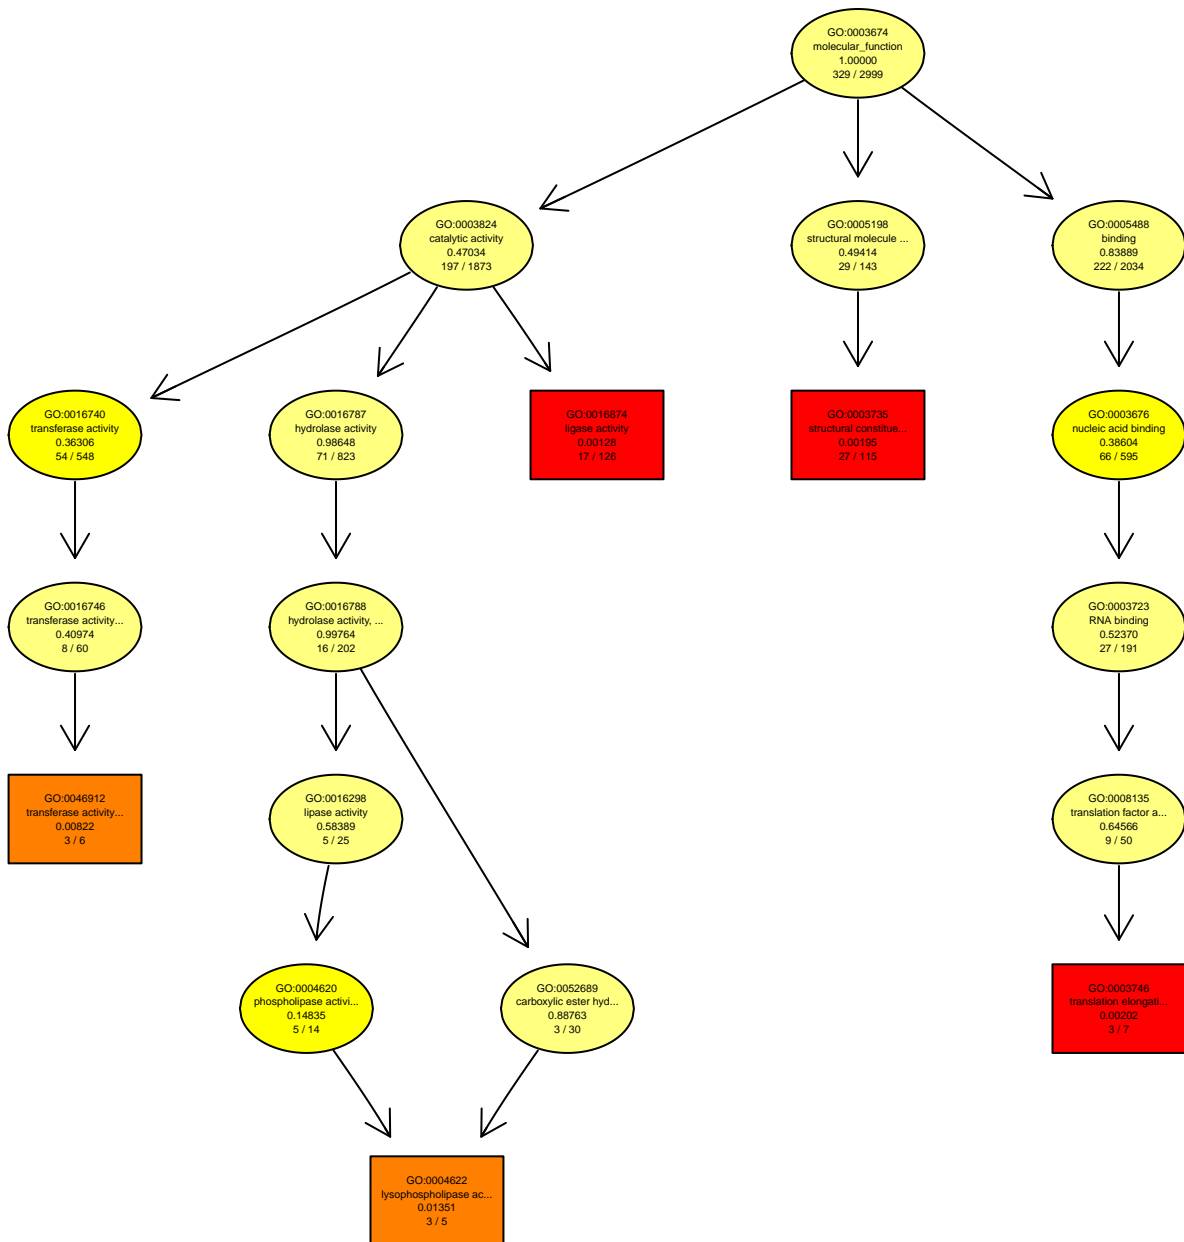 GO:0003674
molecular_function
1.00000
329 / 2999
GO:0003824
catalytic activity
0.47034
197 / 1873
GO:0005198
structural molecule ...
0.49414
29 / 143
GO:0005488
binding
0.83889
222 / 2034
GO:0016740
transferase activity
0.36306
54 / 548
GO:0016787
hydrolase activity
0.98648
71 / 823
GO:0016874
ligase activity
0.00128
17 / 126
GO:0003735
structural constitue...
0.00195
27 / 115
GO:0003676
nucleic acid binding
0.38604
66 / 595
GO:0016746
transferase activity...
0.40974
8 / 60
GO:0016788
hydrolase activity, ...
0.99764
16 / 202
GO:0003723
RNA binding
0.52370
27 / 191
GO:0046912
transferase activity...
0.00822
3 / 6
GO:0016298
lipase activity
0.58389
5 / 25
GO:0008135
translation factor a...
0.64566
9 / 50
GO:0004620
phospholipase activi...
0.14835
5 / 14
GO:0052689
carboxylic ester hyd...
0.88763
3 / 30
GO:0003746
translation elongati...
0.00202
3 / 7
GO:0004622
lysophospholipase ac...
0.01351
3 / 5